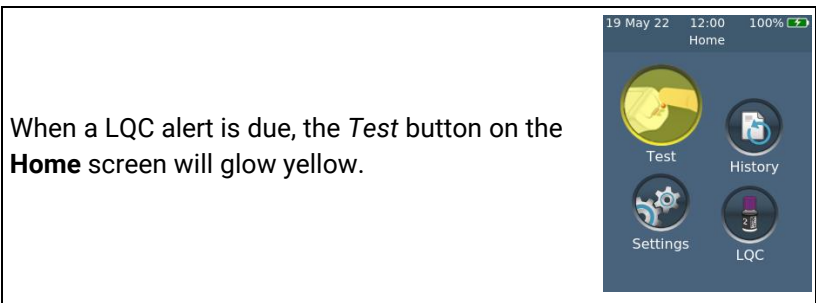 When a LQC alert is due, the Test button on the
Home screen will glow yellow.
19 May 22 12:00 100%
Home
Test
History
Settings
2
LQC